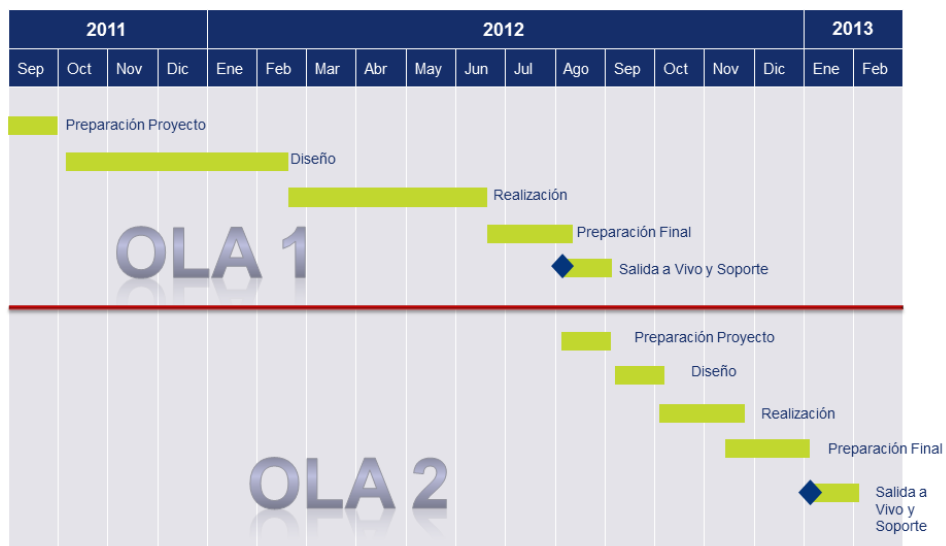 2011 2012 2013
Sep Oct Nov Dic Ene Feb Mar Abr May Jun Jul Ago Sep Oct Nov Dic Ene Feb
Preparación Proyecto
Diseño
Realización
Preparación Final
Salida a Vivo y Soporte
OLA 1
Preparación Proyecto
Diseño
Realización
Preparación Final
Salida a
Vivo y
Soporte
OLA 2